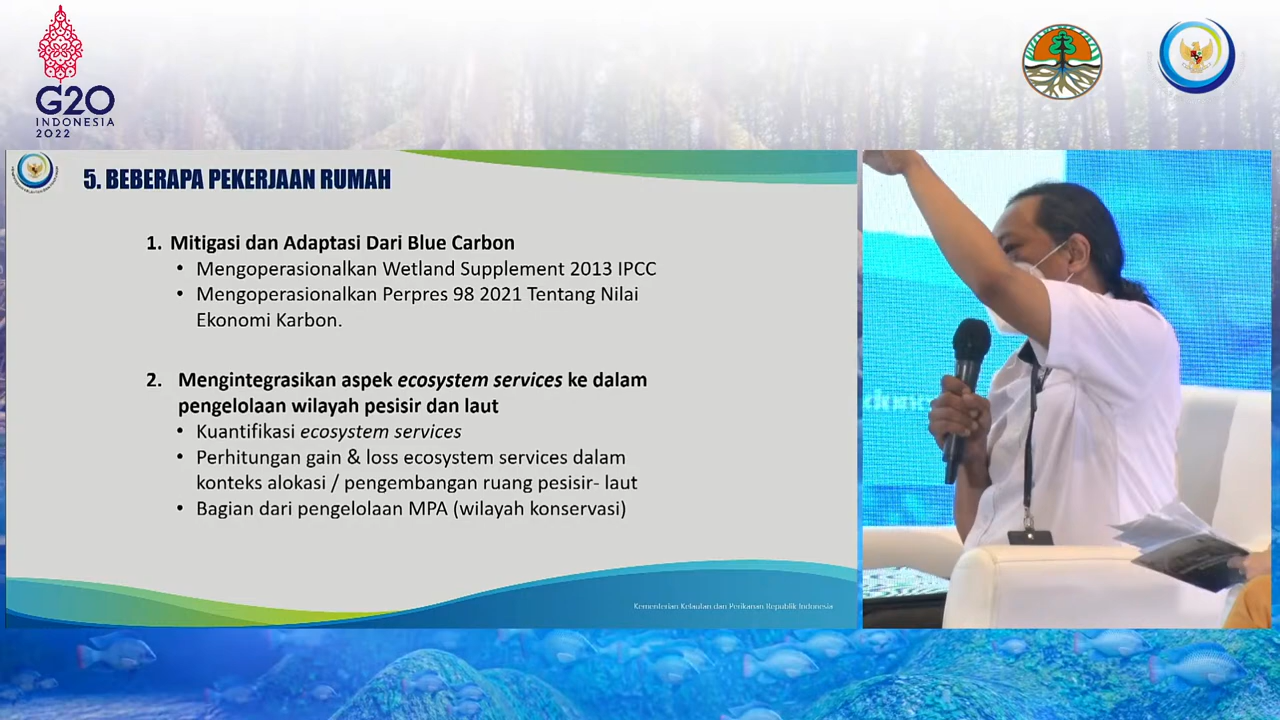 G20
INDONESIA
2022
5. BEBERAPA PEKERJAAN RUMAH
1. Mitigasi dan Adaptasi Dari Blue Carbon
• Mengoperasionalkan Wetland Supplement 2013 IPCC
• Mengoperasionalkan Perpres 98 2021 Tentang Nilai
Ekonomi Karbon.
2. Mengintegrasikan aspek ecosystem services ke dalam
pengelolaan wilayah pesisir dan laut
• Kuantifikasi ecosystem services
• Perhitungan gain & loss ecosystem services dalam
konteks alokasi / pengembangan ruang pesisir- laut
• Bagian dari pengelolaan MPA (wilayah konservasi)
Kementerian Kelautan dan Perikanan Republik Indonesia